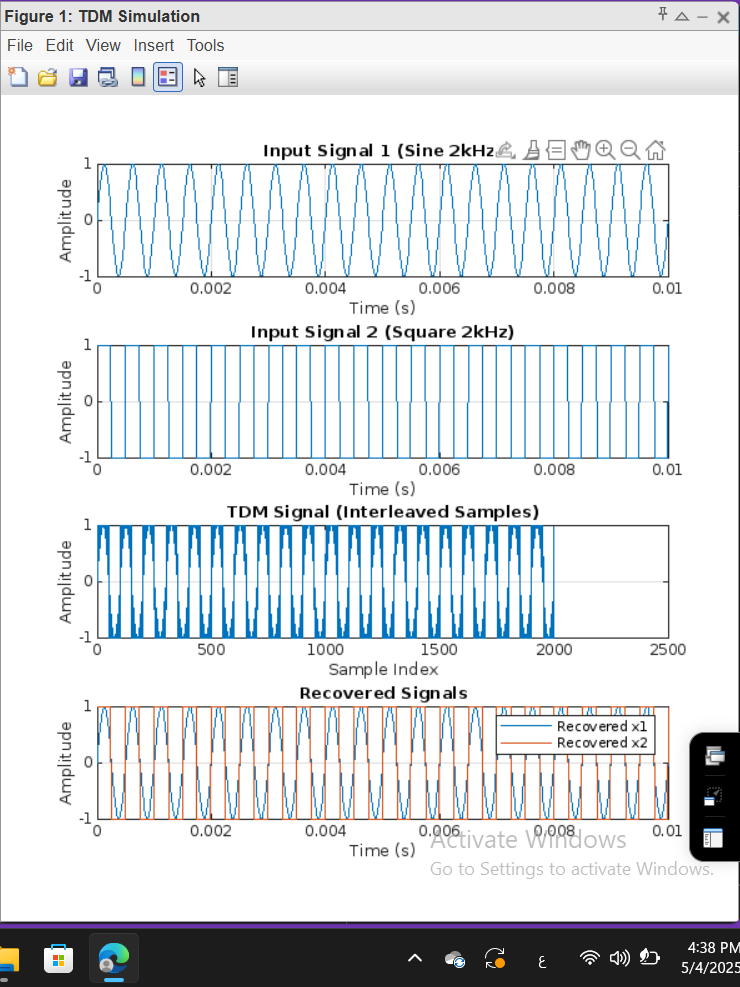 Figure 1: TDM Simulation
File Edit View Insert Tools
Input Signal 1 (Sine 2kHz
1
0
-1
Amplitude
0 0.002 0.004 0.006 0.008 0.01
Time (s)
Input Signal 2 (Square 2kHz)
1
0
-1
Amplitude
0 0.002 0.004 0.006 0.008 0.01
Time (s)
TDM Signal (Interleaved Samples)
1
0
-1
Amplitude
0 500 1000 1500 2000 2500
Sample Index
Recovered Signals
1
0
-1
Amplitude
Recovered x1
Recovered x2
0 0.002 0.004 0.006 0.008 0.01
Time (s)
Activate Windows
Go to Settings to activate Windows.
ع
4:38 PM
5/4/2025